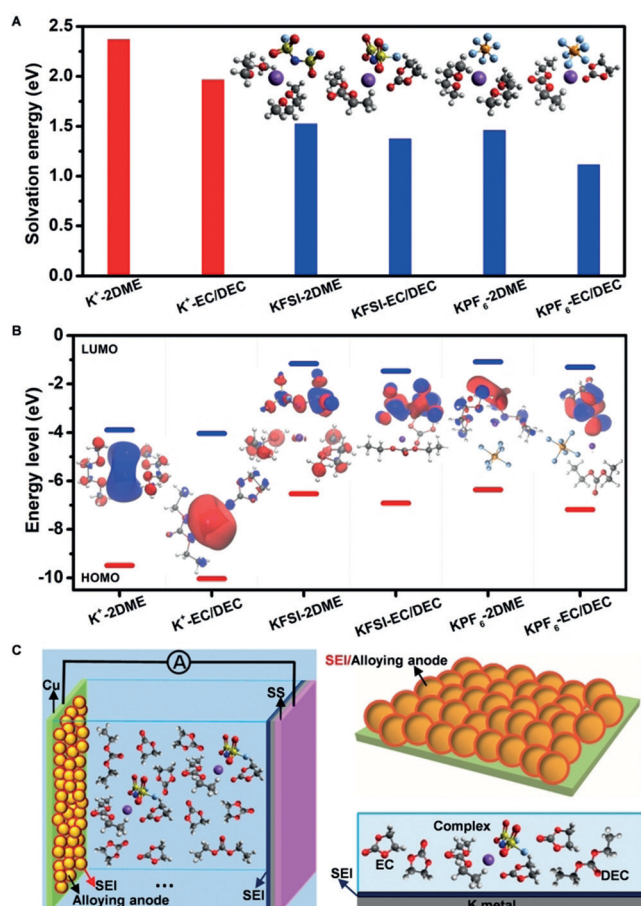 A
Solvation energy (eV)
2.5
2.0
1.5
1.0
0.5
0.0
K⁺-2DME
K⁺-EC/DEC
KFSI-2DME
KFSI-EC/DEC
KPF₆-2DME
KPF₆-EC/DEC
B
Energy level (eV)
0
-2
-4
-6
-8
-10
LUMO
HOMO
K⁺-2DME
K⁺-EC/DEC
KFSI-2DME
KFSI-EC/DEC
KPF₆-2DME
KPF₆-EC/DEC
C
A
Cu
SS
SEI
...
SEI
Alloying anode
SEI/Alloying anode
Complex
EC
DEC
SEI
K metal